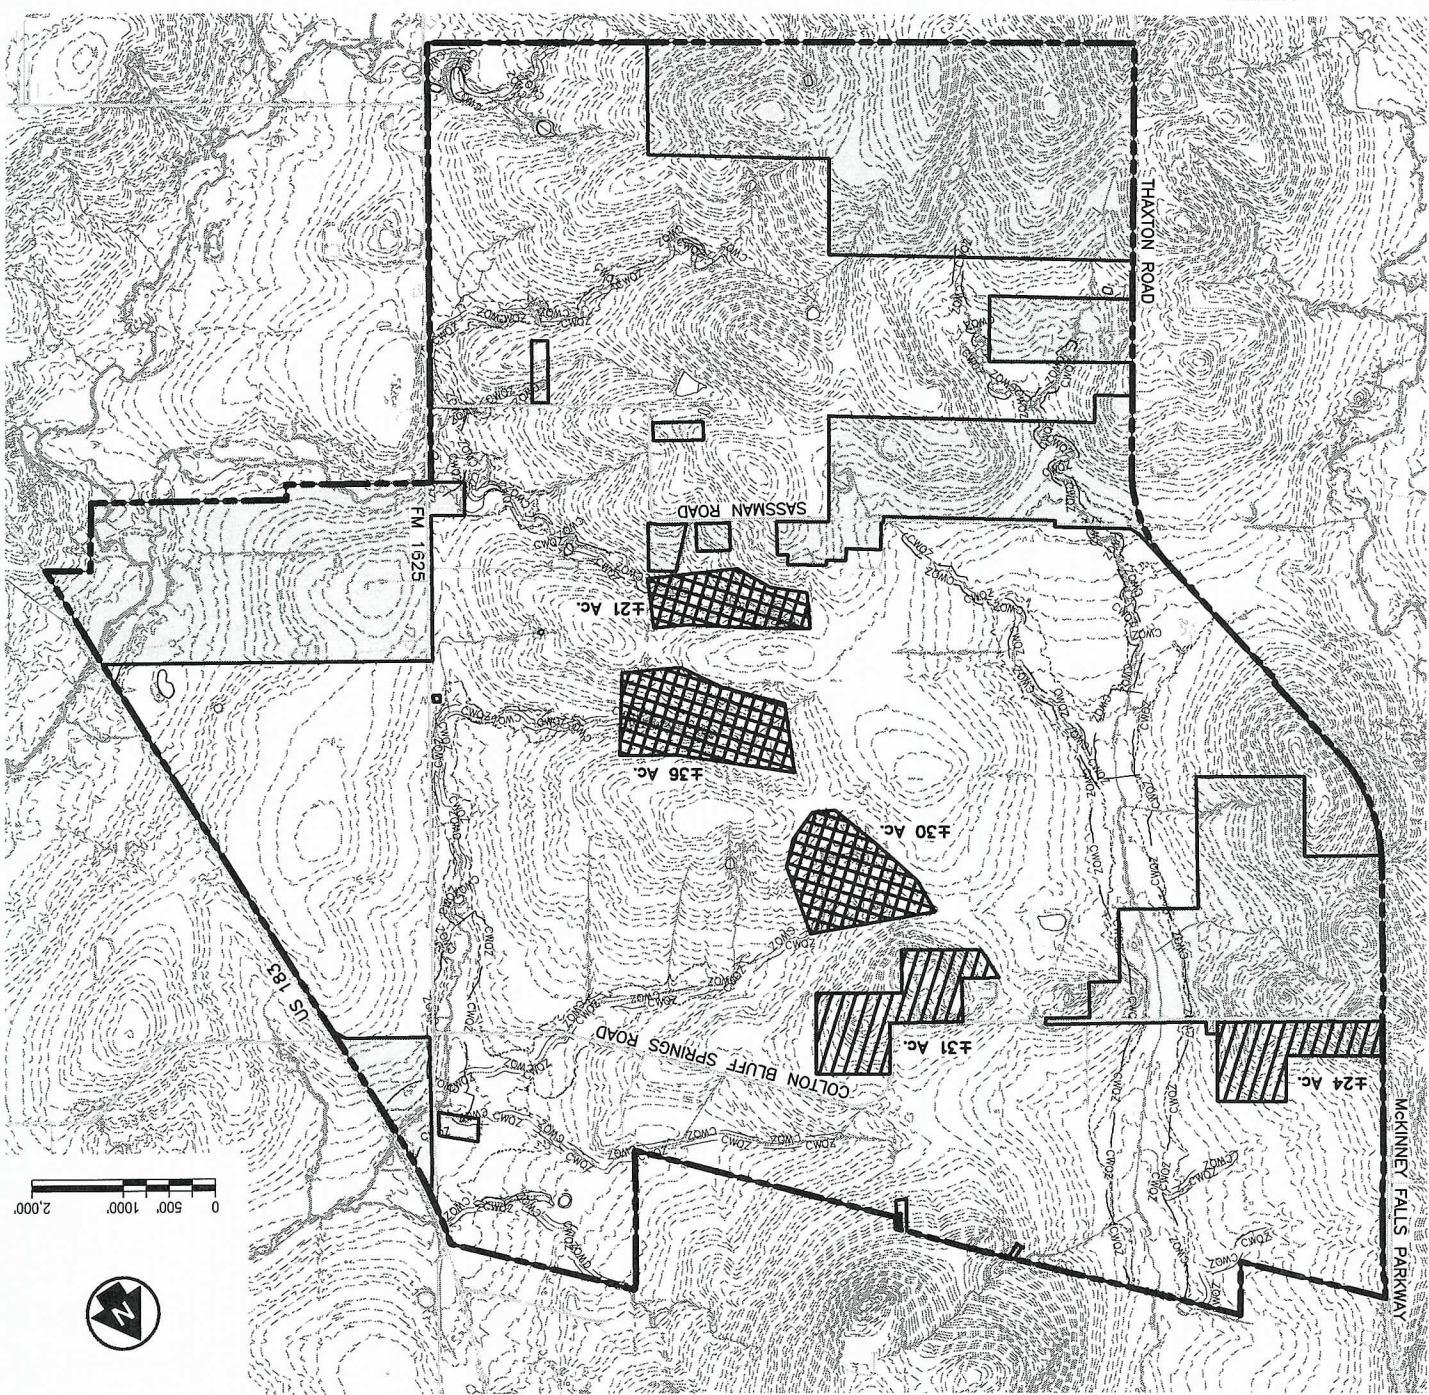 THAXTON ROAD
SASSMAN ROAD
FM 1625
±21 Ac.
±36 Ac.
±30 Ac.
±31 Ac.
±24 Ac.
COLTON BLUFF SPRINGS ROAD
US 183
McKINNEY FALLS PARKWAY
CWQZ
0 500' 1000' 2,000'
N